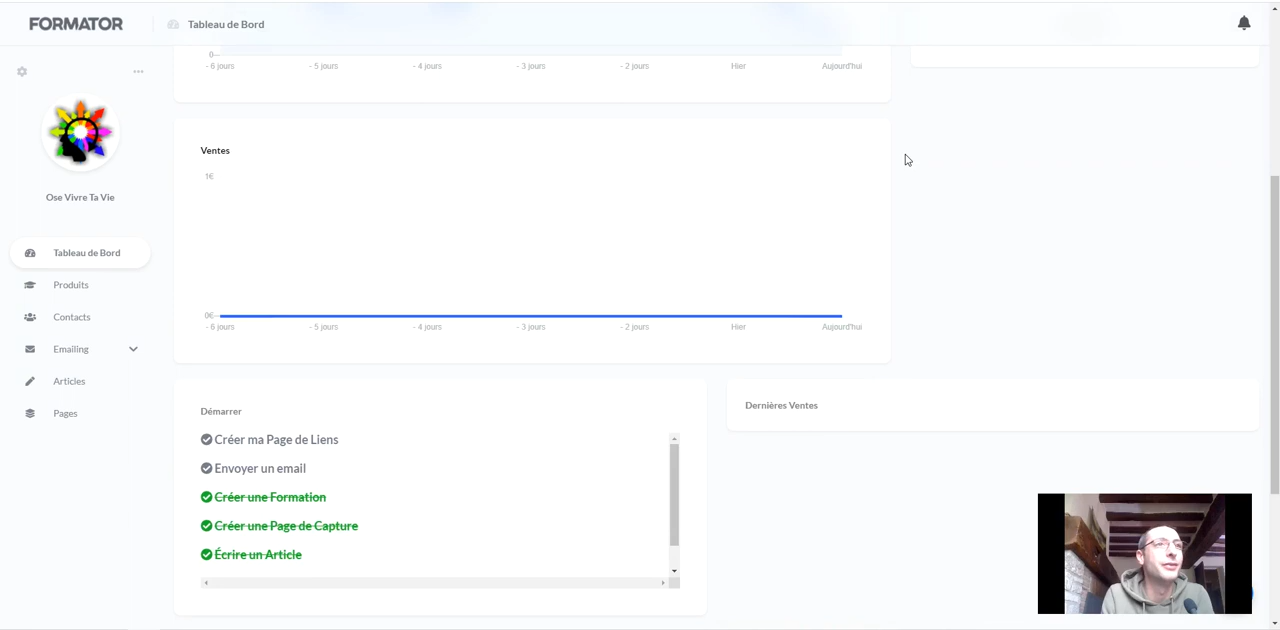 FORMATOR
Tableau de Bord
0
- 6 jours
- 5 jours
- 4 jours
- 3 jours
- 2 jours
Hier
Aujourd'hui
Ose Vivre Ta Vie
Tableau de Bord
Produits
Contacts
Emailing
Articles
Pages
Ventes
1€
0€
- 6 jours
- 5 jours
- 4 jours
- 3 jours
- 2 jours
Hier
Aujourd'hui
Démarrer
Créer ma Page de Liens
Envoyer un email
Créer une Formation
Créer une Page de Capture
Écrire un Article
Dernières Ventes